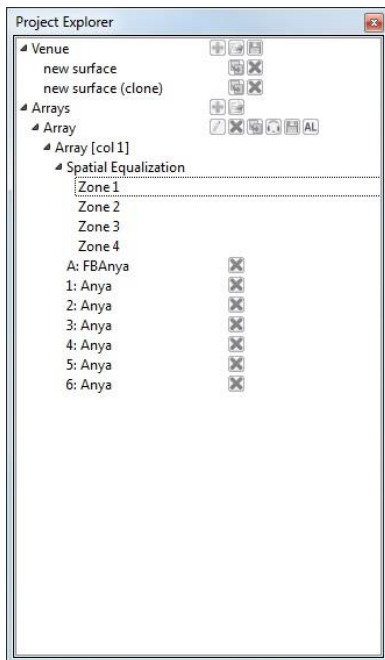 Project Explorer
Venue
new surface
new surface (clone)
Arrays
Array AL
Array [col 1]
Spatial Equalization
Zone 1
Zone 2
Zone 3
Zone 4
A: FBAnya
1: Anya
2: Anya
3: Anya
4: Anya
5: Anya
6: Anya